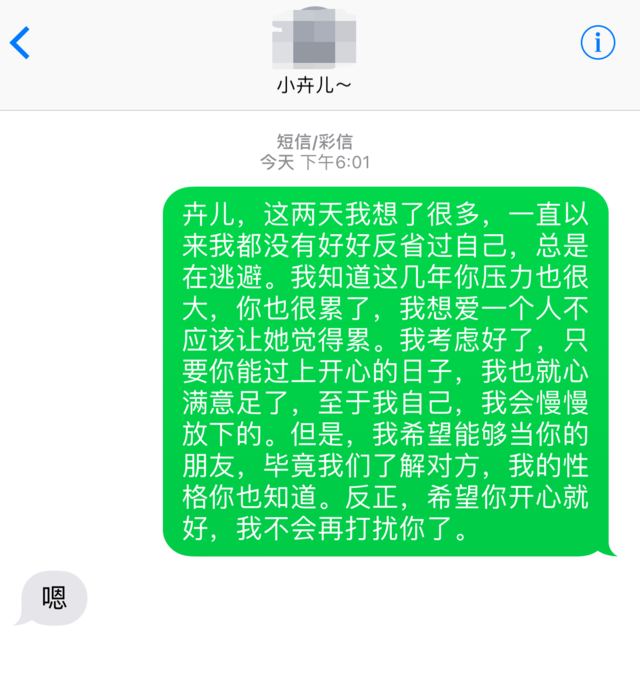 小卉儿～
短信/彩信
今天 下午6:01
卉儿，这两天我想了很多，一直以
来我都没有好好反省过自己，总是
在逃避。我知道这几年你压力也很
大，你也很累了，我想爱一个人不
应该让她觉得累。我考虑好了，只
要你能过上开心的日子，我也就心
满意足了，至于我自己，我会慢慢
放下的。但是，我希望能够当你的
朋友，毕竟我们了解对方，我的性
格你也知道。反正，希望你开心就
好，我不会再打扰你了。
嗯